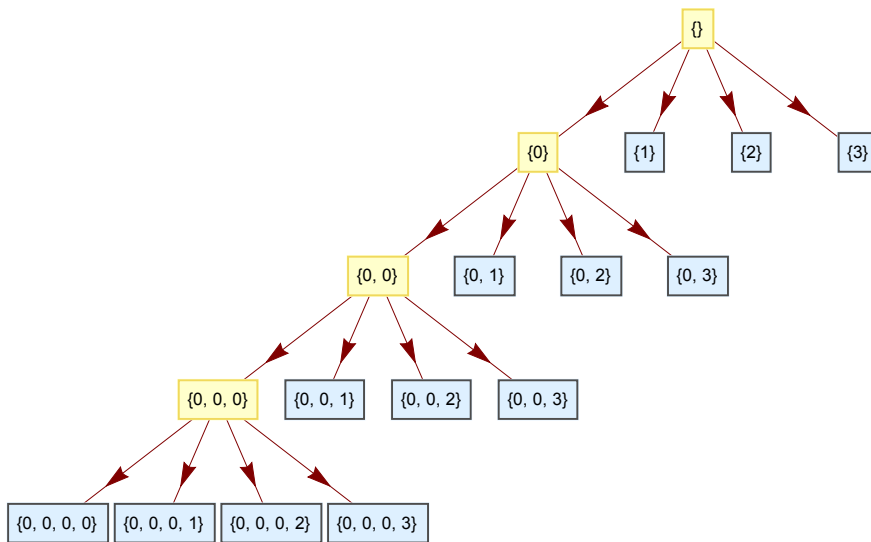 {}
{0} {1} {2} {3}
{0, 0} {0, 1} {0, 2} {0, 3}
{0, 0, 0} {0, 0, 1} {0, 0, 2} {0, 0, 3}
{0, 0, 0, 0} {0, 0, 0, 1} {0, 0, 0, 2} {0, 0, 0, 3}